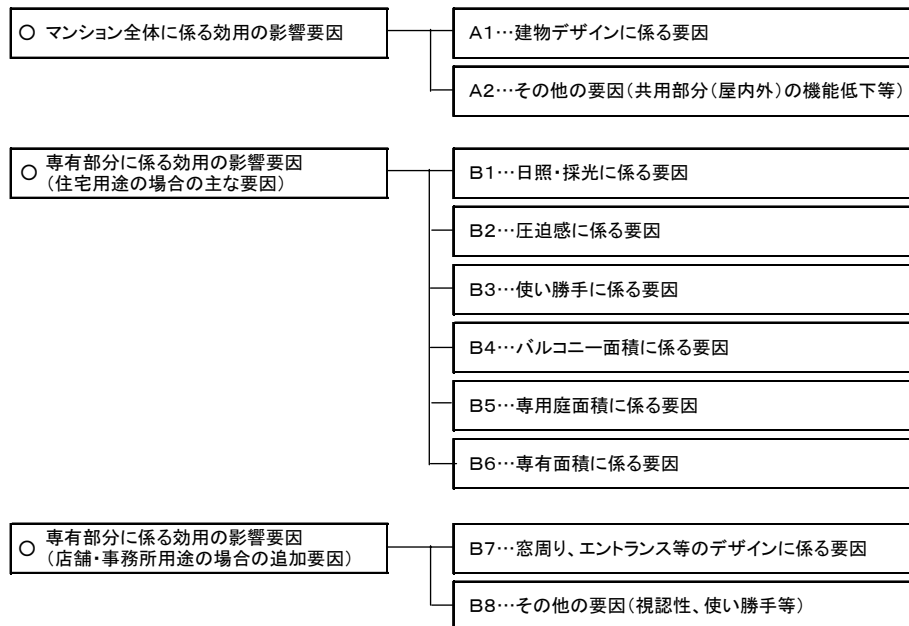 ○ マンション全体に係る効用の影響要因
A1…建物デザインに係る要因
A2…その他の要因(共用部分(屋内外)の機能低下等)
○ 専有部分に係る効用の影響要因
(住宅用途の場合の主な要因)
B1…日照・採光に係る要因
B2…圧迫感に係る要因
B3…使い勝手に係る要因
B4…バルコニー面積に係る要因
B5…専用庭面積に係る要因
B6…専有面積に係る要因
○ 専有部分に係る効用の影響要因
(店舗・事務所用途の場合の追加要因)
B7…窓周り、エントランス等のデザインに係る要因
B8…その他の要因(視認性、使い勝手等)